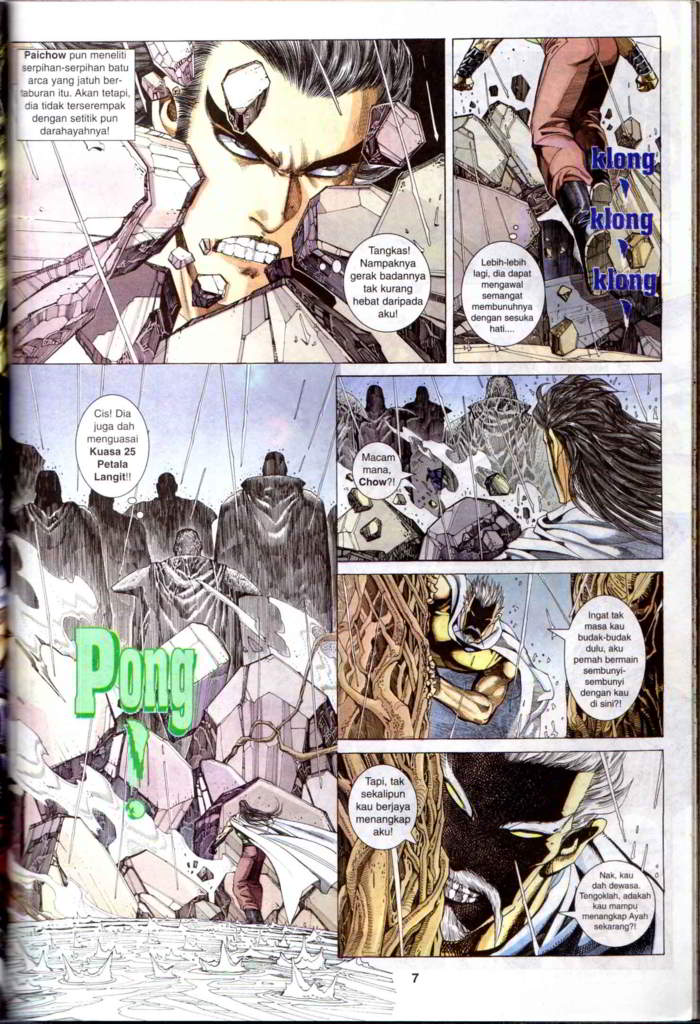 Paichow pun meneliti
serpihan-serpihan batu
arca yang jatuh ber-
taburan itu. Akan tetapi,
dia tidak terserempak
dengan setitik pun
darahayahnya!
Tangkas!
Nampaknya
gerak badannya
tak kurang
hebat daripada
aku!
klong
klong
klong
Lebih-lebih
lagi, dia dapat
mengawal
semangat
membunuhnya
dengan sesuka
hati....
Cis! Dia
juga dah
menguasai
Kuasa 25
Petala
Langit!!
Pong
!
Macam
mana,
Chow?!
Ingat tak
masa kau
budak-budak
dulu, aku
pernah bermain
sembunyi-
sembunyi
dengan kau
di sini?!
Tapi, tak
sekalipun
kau berjaya
menangkap
aku!
Nak, kau
dah dewasa.
Tengoklah, adakah
kau mampu
menangkap Ayah
sekarang?!
7